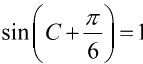 sin(C + π/6) = 1